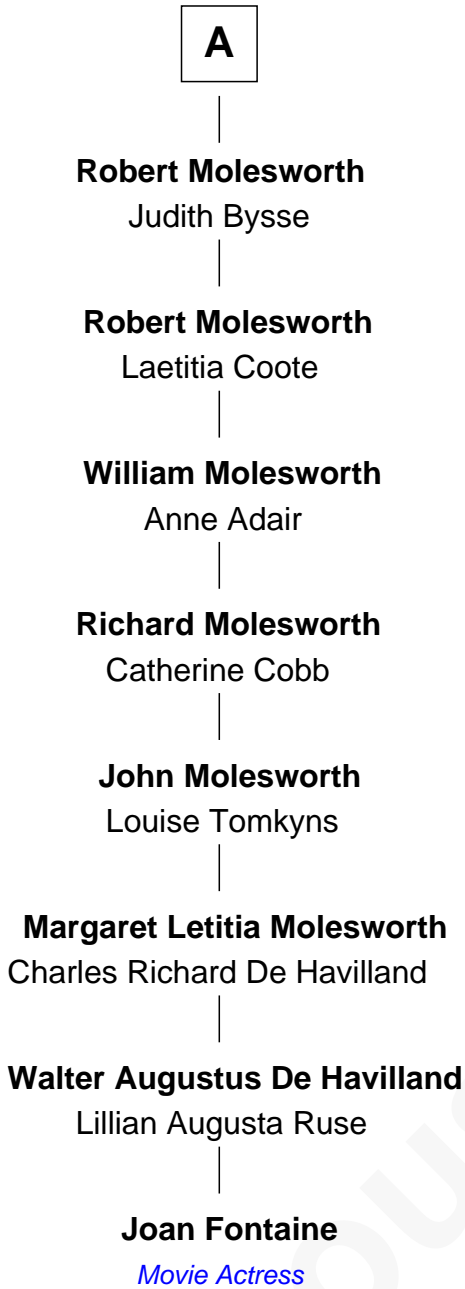 A
Robert Molesworth
Judith Bysse
Robert Molesworth
Laetitia Coote
William Molesworth
Anne Adair
Richard Molesworth
Catherine Cobb
John Molesworth
Louise Tomkyns
Margaret Letitia Molesworth
Charles Richard De Havilland
Walter Augustus De Havilland
Lillian Augusta Ruse
Joan Fontaine
Movie Actress